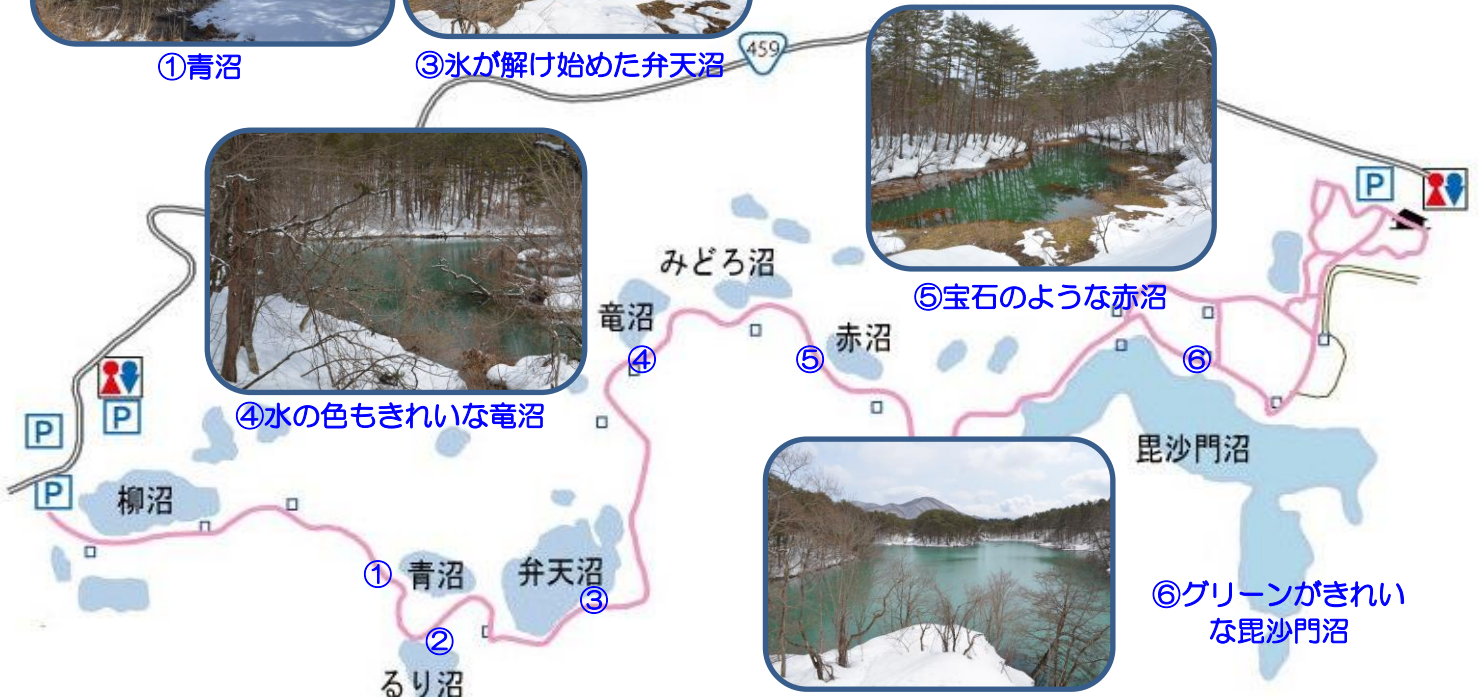 ①青沼
③氷が解け始めた弁天沼
459
⑤宝石のような赤沼
P
みどろ沼
竜沼
④
⑤
赤沼
⑥
④水の色もきれいな竜沼
P
P
P
柳沼
毘沙門沼
①
青沼
弁天沼
③
②
るり沼
⑥グリーンがきれい
な毘沙門沼